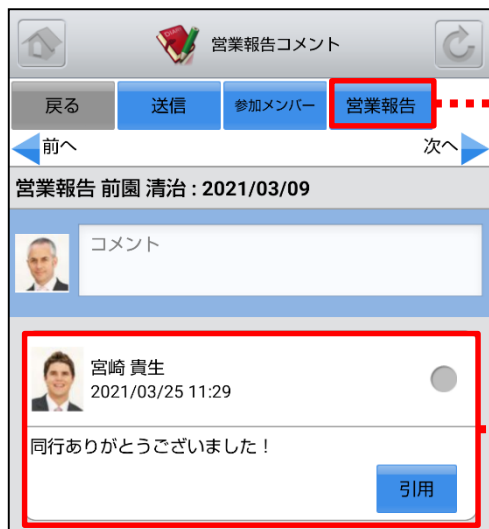 営業報告コメント
戻る 送信 参加メンバー 営業報告
前へ 次へ
営業報告 前園 清治 : 2021/03/09
コメント
宮崎 貴生
2021/03/25 11:29
同行ありがとうございました！
引用